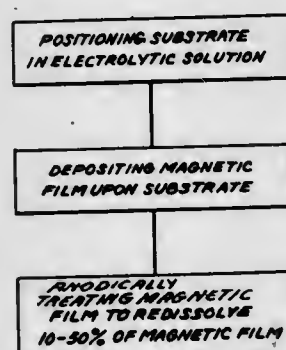 POSITIONING SUBSTRATE
IN ELECTROLYTIC SOLUTION
DEPOSITING MAGNETIC
FILM UPON SUBSTRATE
ANODICALLY
TREATING MAGNETIC
FILM TO REDISSOLVE
10-50% OF MAGNETIC FILM